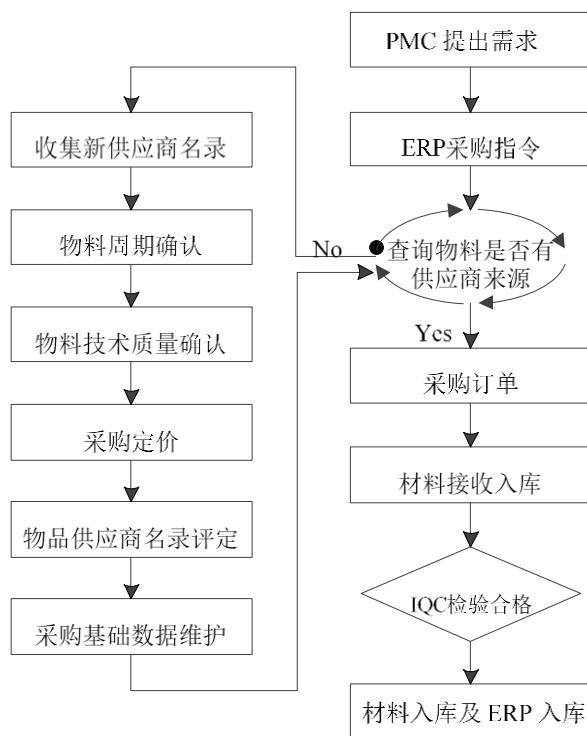 PMC 提出需求
ERP采购指令
查询物料是否有
供应商来源
No
Yes
采购订单
材料接收入库
IQC检验合格
材料入库及 ERP 入库
收集新供应商名录
物料周期确认
物料技术质量确认
采购定价
物品供应商名录评定
采购基础数据维护